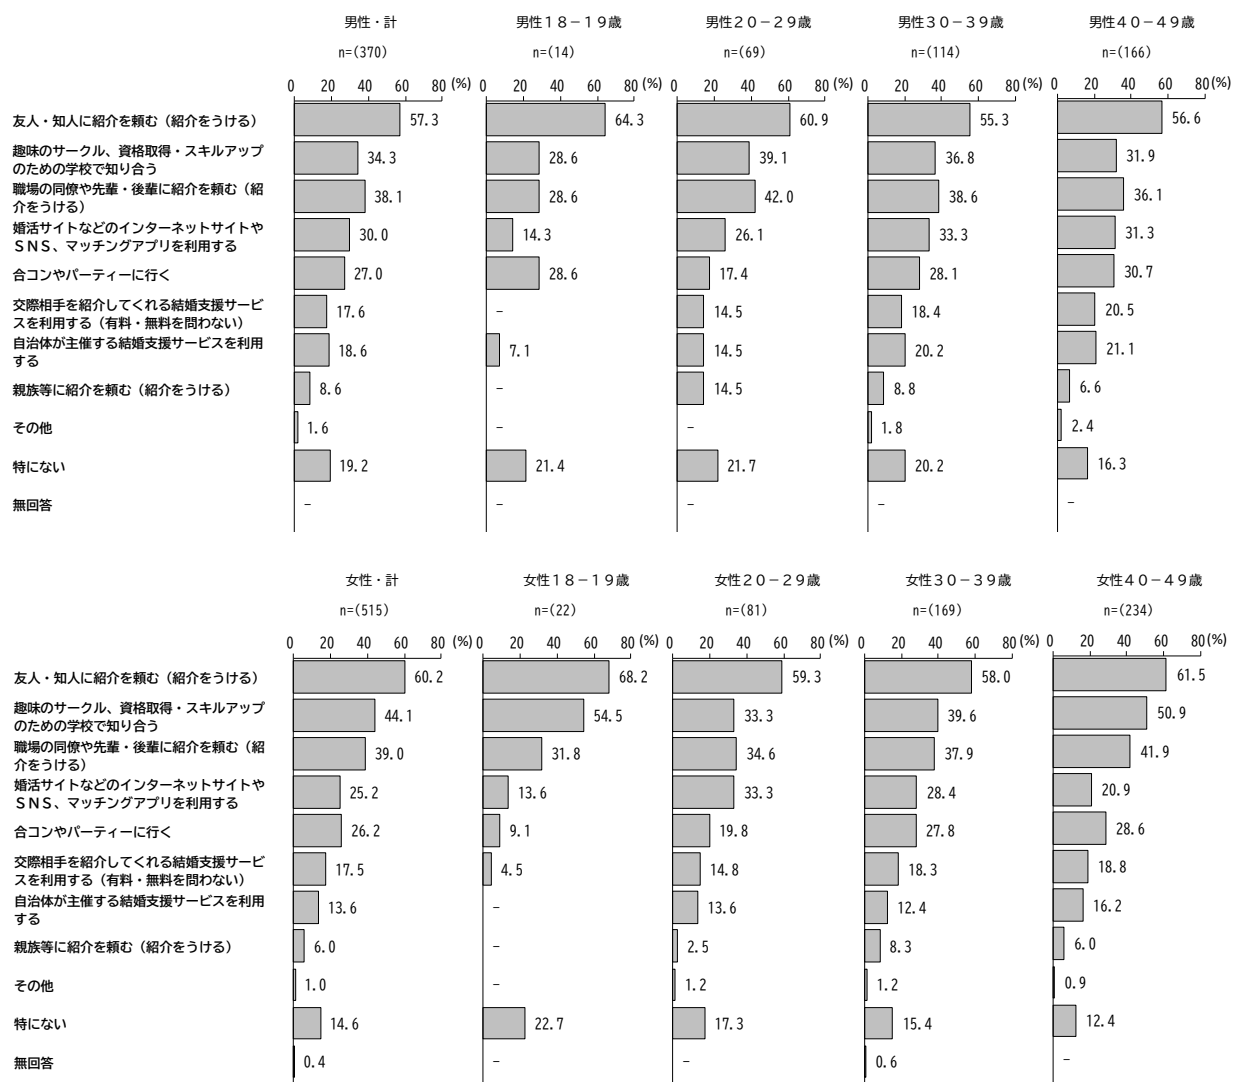 男性・計 男性１８－１９歳 男性２０－２９歳 男性３０－３９歳 男性４０－４９歳
n=(370) n=(14) n=(69) n=(114) n=(166)
0 20 40 60 80 (%) 0 20 40 60 80 (%) 0 20 40 60 80 (%) 0 20 40 60 80 (%) 0 20 40 60 80 (%)
友人・知人に紹介を頼む（紹介をうける） 57.3 64.3 60.9 55.3 56.6
趣味のサークル、資格取得・スキルアップ
のための学校で知り合う 34.3 28.6 39.1 36.8 31.9
職場の同僚や先輩・後輩に紹介を頼む（紹
介をうける） 38.1 28.6 42.0 38.6 36.1
婚活サイトなどのインターネットサイトや
ＳＮＳ、マッチングアプリを利用する 30.0 14.3 26.1 33.3 31.3
合コンやパーティーに行く 27.0 28.6 17.4 28.1 30.7
交際相手を紹介してくれる結婚支援サービ
スを利用する（有料・無料を問わない） 17.6 － 14.5 18.4 20.5
自治体が主催する結婚支援サービスを利用
する 18.6 7.1 14.5 20.2 21.1
親族等に紹介を頼む（紹介をうける） 8.6 － 14.5 8.8 6.6
その他 1.6 － － 1.8 2.4
特にない 19.2 21.4 21.7 20.2 16.3
無回答 － － － － －
女性・計 女性１８－１９歳 女性２０－２９歳 女性３０－３９歳 女性４０－４９歳
n=(515) n=(22) n=(81) n=(169) n=(234)
0 20 40 60 80 (%) 0 20 40 60 80 (%) 0 20 40 60 80 (%) 0 20 40 60 80 (%) 0 20 40 60 80 (%)
友人・知人に紹介を頼む（紹介をうける） 60.2 68.2 59.3 58.0 61.5
趣味のサークル、資格取得・スキルアップ
のための学校で知り合う 44.1 54.5 33.3 39.6 50.9
職場の同僚や先輩・後輩に紹介を頼む（紹
介をうける） 39.0 31.8 34.6 37.9 41.9
婚活サイトなどのインターネットサイトや
ＳＮＳ、マッチングアプリを利用する 25.2 13.6 33.3 28.4 20.9
合コンやパーティーに行く 26.2 9.1 19.8 27.8 28.6
交際相手を紹介してくれる結婚支援サービ
スを利用する（有料・無料を問わない） 17.5 4.5 14.8 18.3 18.8
自治体が主催する結婚支援サービスを利用
する 13.6 － 13.6 12.4 16.2
親族等に紹介を頼む（紹介をうける） 6.0 － 2.5 8.3 6.0
その他 1.0 － 1.2 1.2 0.9
特にない 14.6 22.7 17.3 15.4 12.4
無回答 0.4 － － 0.6 －